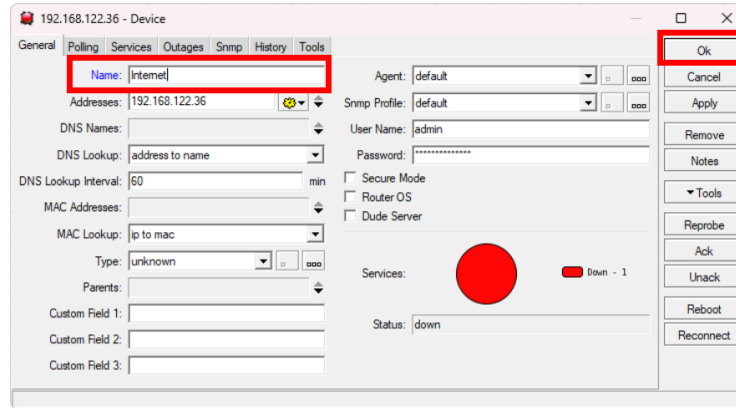 192.168.122.36 - Device
General Polling Services Outages Snmp History Tools
Name: Internet
Addresses: 192.168.122.36
DNS Names:
DNS Lookup: address to name
DNS Lookup Interval: 60 min
MAC Addresses:
MAC Lookup: ip to mac
Type: unknown
Parents:
Custom Field 1:
Custom Field 2:
Custom Field 3:
Agent: default
Snmp Profile: default
User Name: admin
Password: **************
Secure Mode
Router OS
Dude Server
Services: Down - 1
Status: down
Ok
Cancel
Apply
Remove
Notes
Tools
Reprobe
Ack
Unack
Reboot
Reconnect